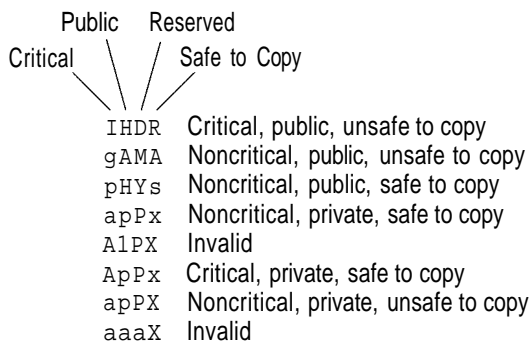 Public Reserved
Critical Safe to Copy
IHDR Critical, public, unsafe to copy
gAMA Noncritical, public, unsafe to copy
pHYs Noncritical, public, safe to copy
apPx Noncritical, private, safe to copy
A1PX Invalid
ApPx Critical, private, safe to copy
apPX Noncritical, private, unsafe to copy
aaaX Invalid